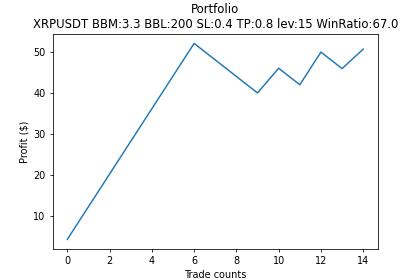 Portfolio
XRPUSDT BBM:3.3 BBL:200 SL:0.4 TP:0.8 lev:15 WinRatio:67.0
50
40
30
20
10
Profit ($)
0 2 4 6 8 10 12 14
Trade counts